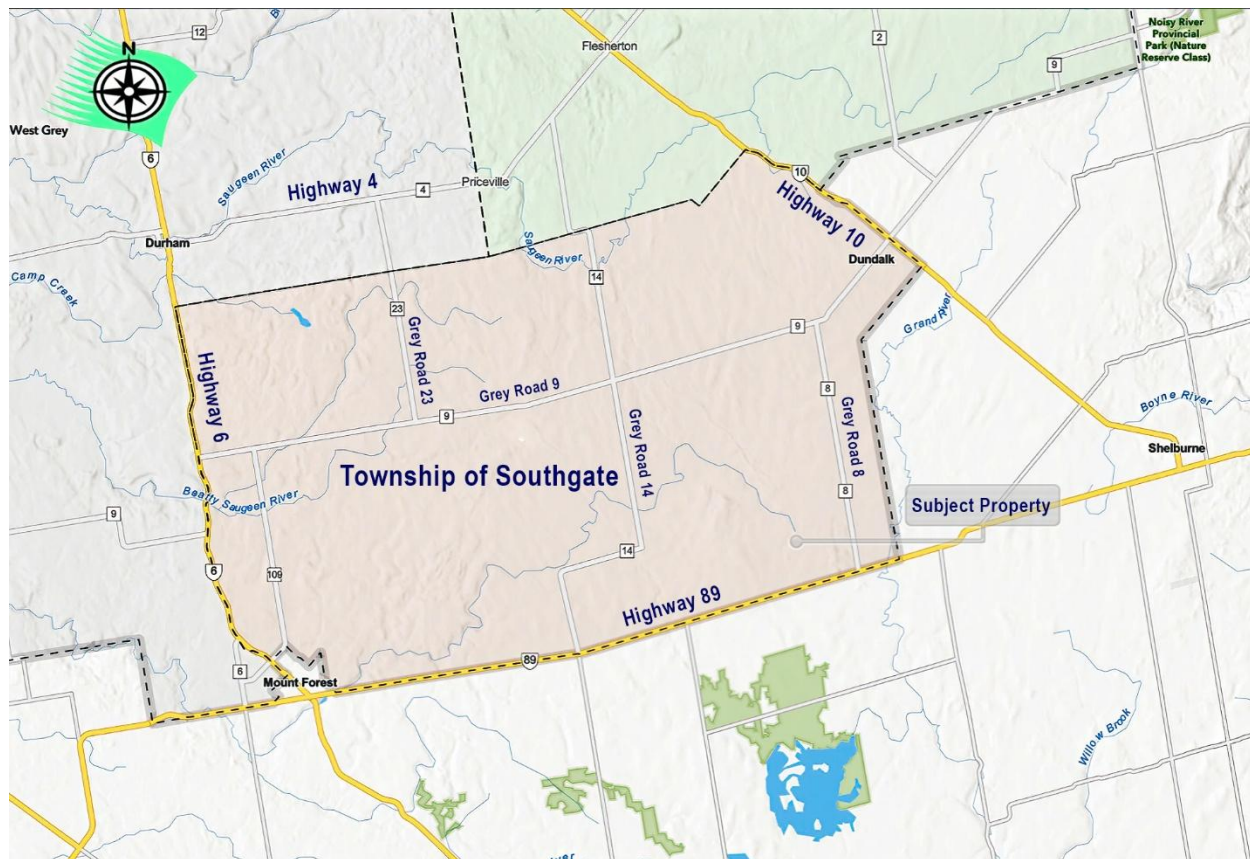 Noisy River
Provincial
Park (Nature
Reserve Class)
N
12
2
Flesherton
9
West Grey
6
Saugeen River
10
Highway 4
4
Priceville
Highway 10
Durham
Saugeen River
Dundalk
Camp Creek
14
23
Grand River
Grey Road 23
9
Highway 6
Grey Road 9
8
Grey Road 8
Boyne River
9
Grey Road 14
Shelburne
Township of Southgate
Beatty Saugeen River
8
Subject Property
9
14
6
109
Highway 89
89
6
Mount Forest
Willow Brook